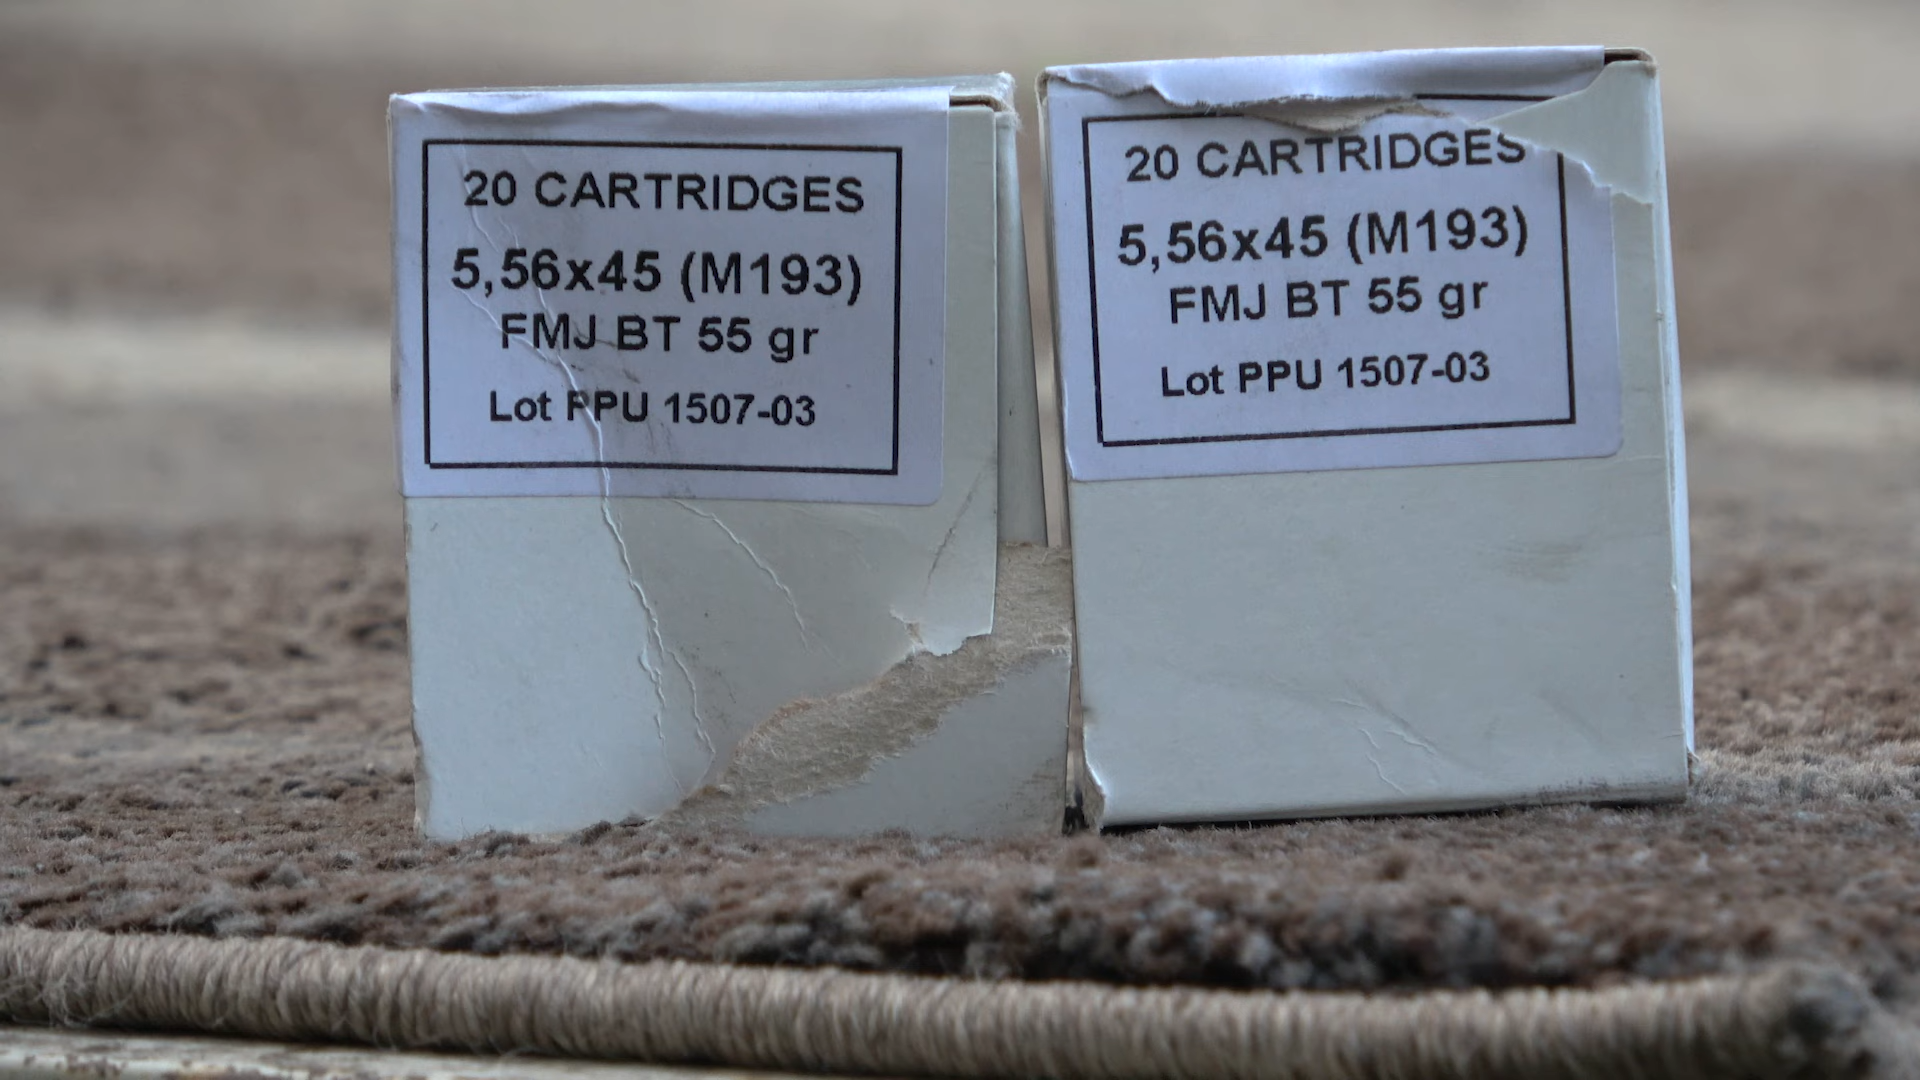 20 CARTRIDGES
5,56x45 (M193)
FMJ BT 55 gr
Lot PPU 1507-03
20 CARTRIDGES
5,56x45 (M193)
FMJ BT 55 gr
Lot PPU 1507-03